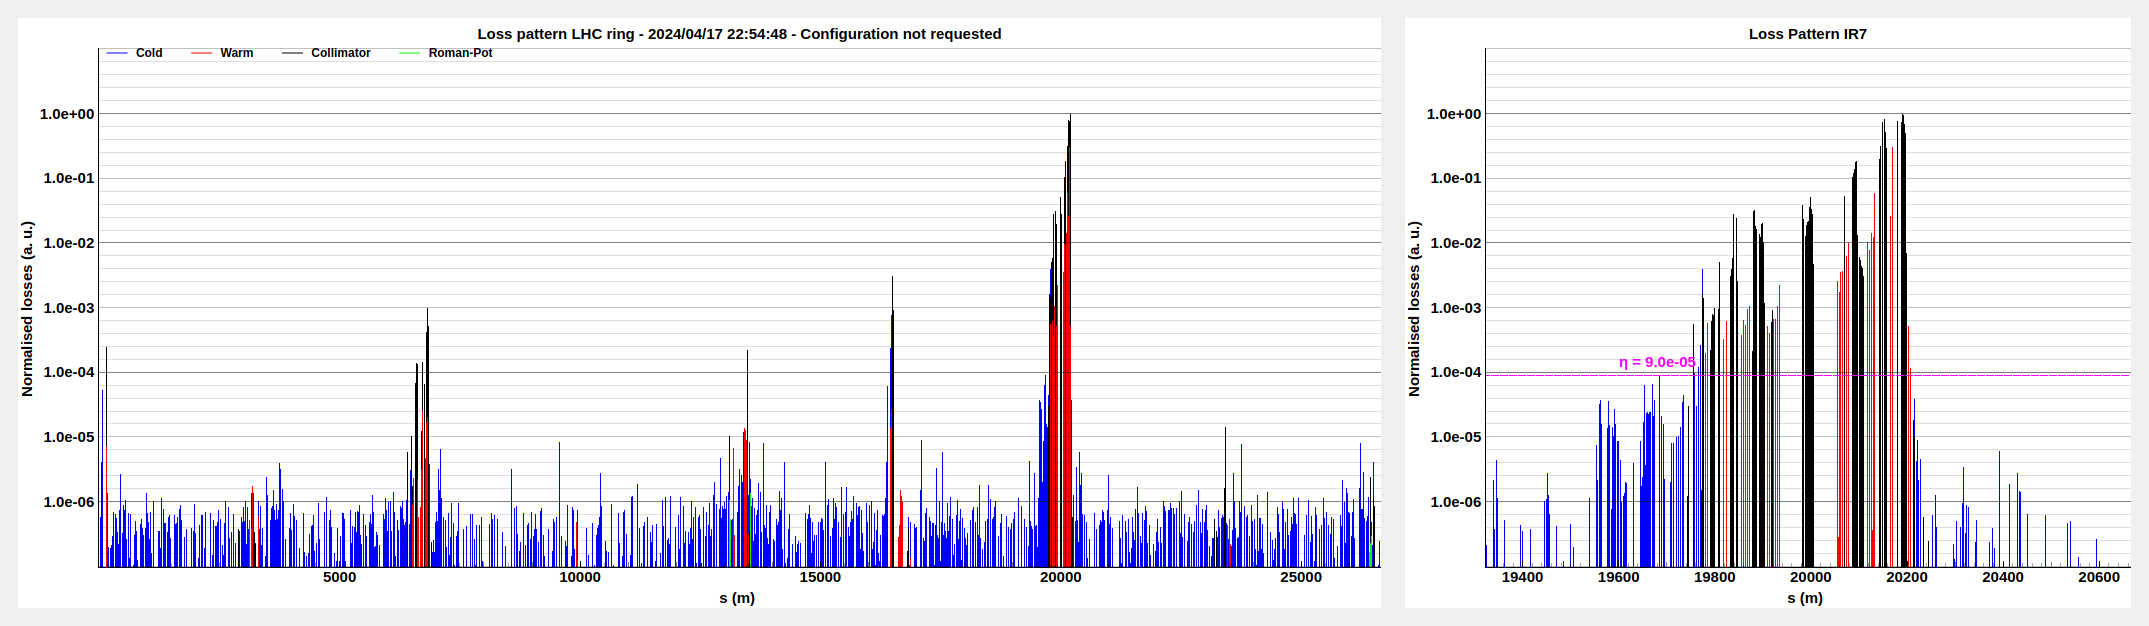 Loss pattern LHC ring - 2024/04/17 22:54:48 - Configuration not requested
Cold Warm Collimator Roman-Pot
1.0e+00
1.0e-01
1.0e-02
1.0e-03
1.0e-04
1.0e-05
1.0e-06
Normalised losses (a. u.)
5000 10000 15000 20000 25000
s (m)
Loss Pattern IR7
1.0e+00
1.0e-01
1.0e-02
1.0e-03
η = 9.0e-05
1.0e-04
1.0e-05
1.0e-06
Normalised losses (a. u.)
19400 19600 19800 20000 20200 20400 20600
s (m)